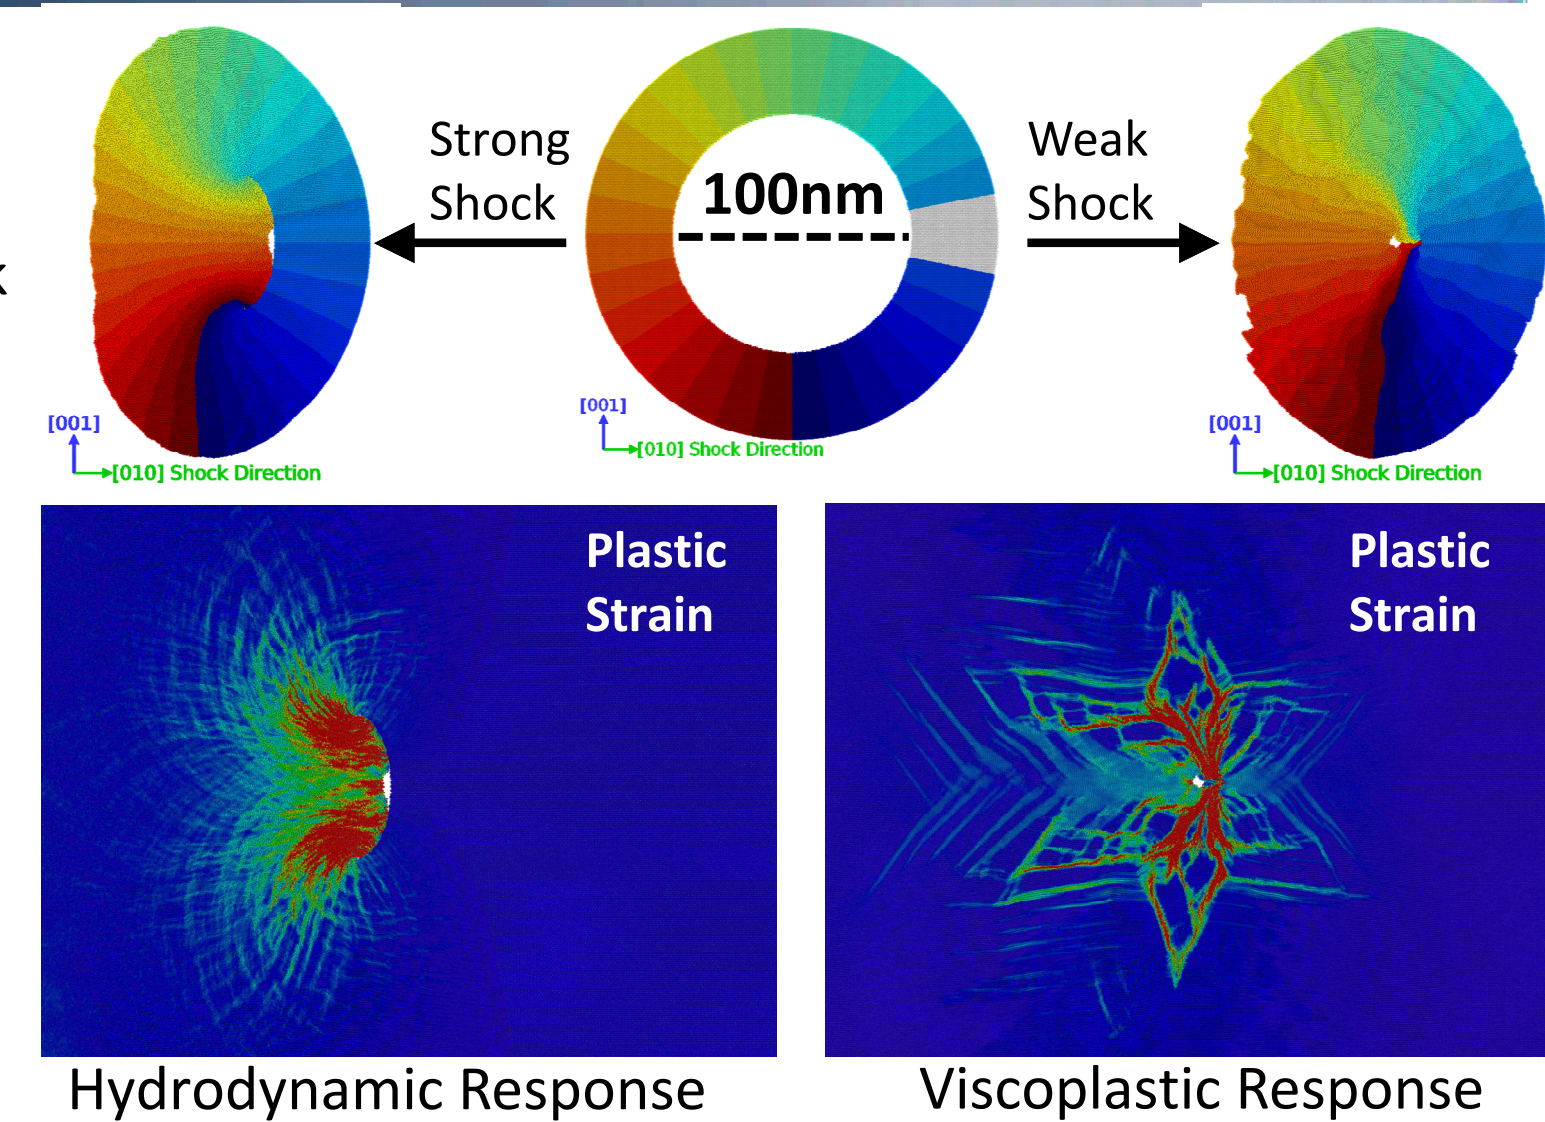 Strong
Shock
100nm
Weak
Shock
k
[001]
[010] Shock Direction
[001]
[010] Shock Direction
[001]
[010] Shock Direction
Plastic
Strain
Plastic
Strain
Hydrodynamic Response
Viscoplastic Response